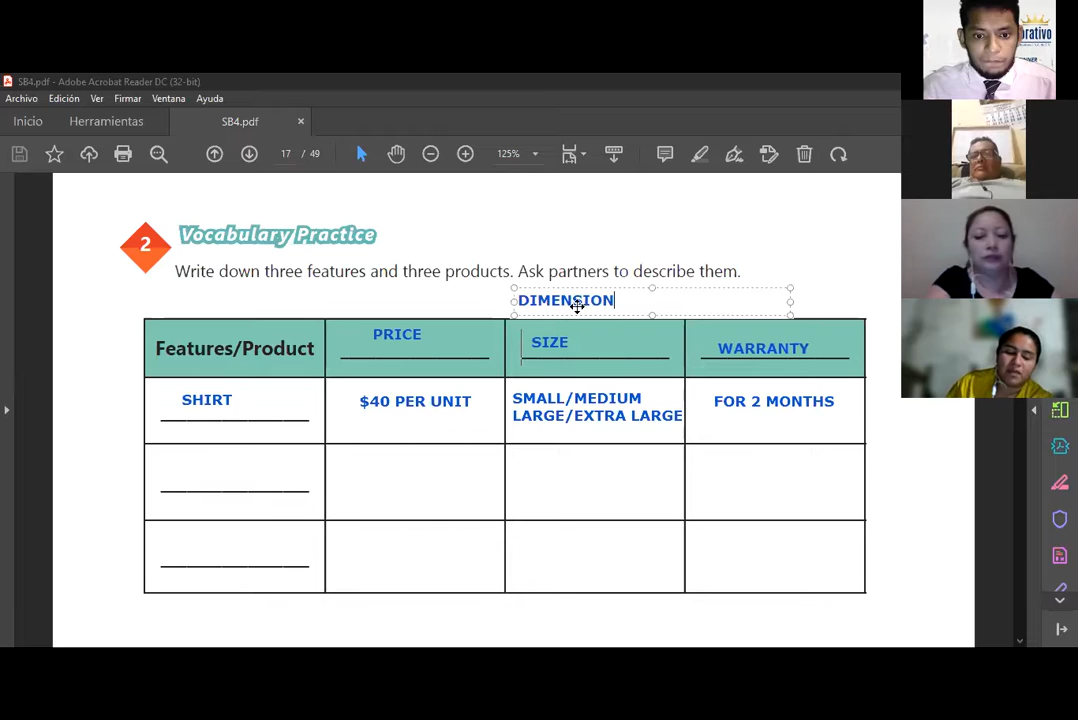 orativo
SB4.pdf - Adobe Acrobat Reader DC (32-bit)
Archivo Edición Ver Firmar Ventana Ayuda
Inicio Herramientas SB4.pdf ×
17 / 49 125%
2 Vocabulary Practice
Write down three features and three products. Ask partners to describe them.
DIMENSION
Features/Product PRICE SIZE WARRANTY
SHIRT $40 PER UNIT SMALL/MEDIUM FOR 2 MONTHS
LARGE/EXTRA LARGE